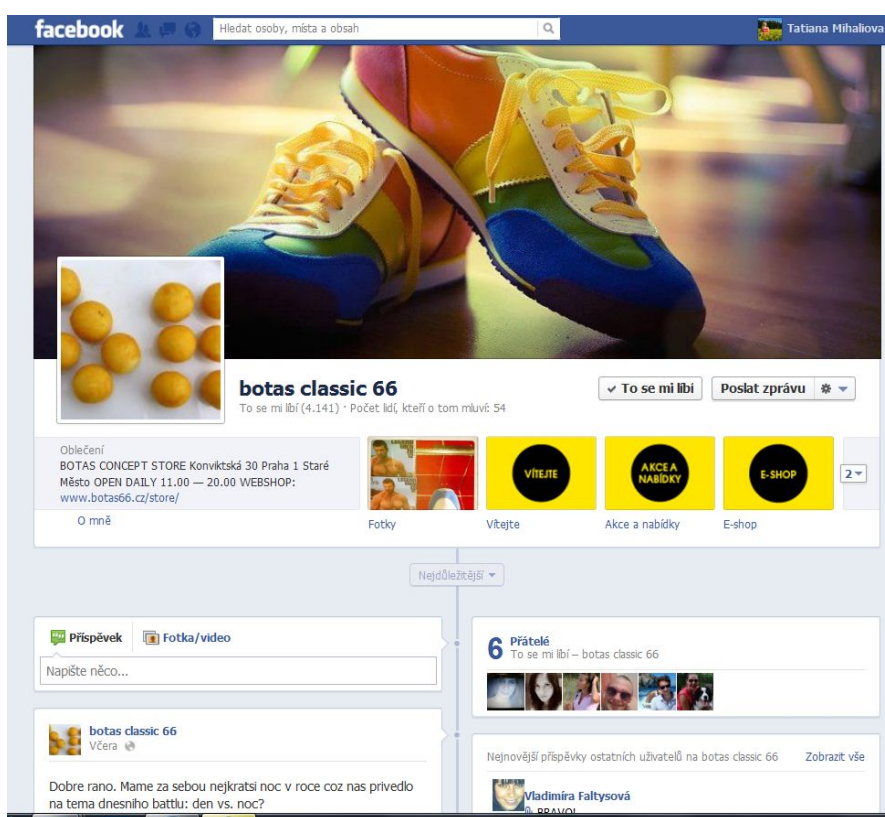 facebook
Hledat osoby, místa a obsah
Tatiana Mihaliova
botas classic 66
To se mi líbí (4.141) · Počet lidí, kteří o tom mluví: 54
✓ To se mi líbí
Poslat zprávu
Oblečení
BOTAS CONCEPT STORE Konviktská 30 Praha 1 Staré
Město OPEN DAILY 11.00 — 20.00 WEBSHOP:
www.botas66.cz/store/
O mně
VÍTEJTE
AKCE A
NABÍDKY
E-SHOP
2
Fotky
Vítejte
Akce a nabídky
E-shop
Nejdůležitější
Příspěvek
Fotka/video
Napište něco...
6 Přátelé
To se mi líbí – botas classic 66
botas classic 66
Včera
Dobre rano. Mame za sebou nejkratsi noc v roce coz nas privedlo
na tema dnesniho battlu: den vs. noc?
Nejnovější příspěvky ostatních uživatelů na botas classic 66
Zobrazit vše
Vladimíra Faltysová
BRAVO!